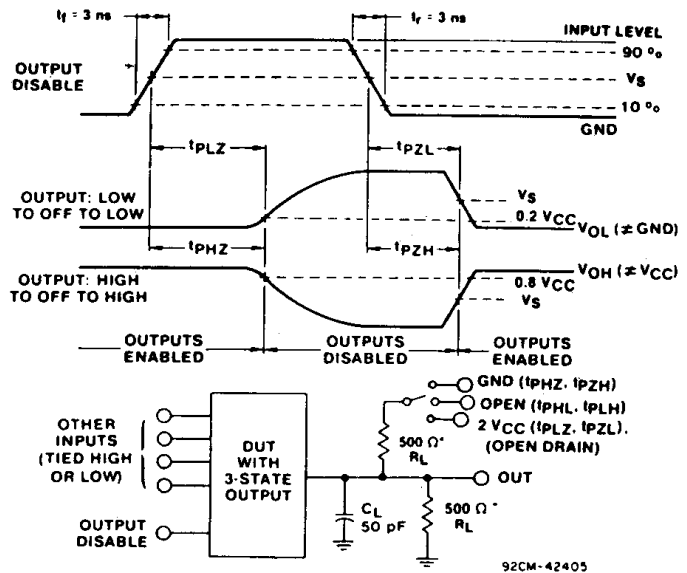 tf = 3 ns
tr = 3 ns
INPUT LEVEL
90 %
OUTPUT
DISABLE
VS
10 %
GND
tPLZ
tPZL
OUTPUT: LOW
TO OFF TO LOW
VS
0.2 VCC
VOL (≠ GND)
tPHZ
tPZH
OUTPUT: HIGH
TO OFF TO HIGH
VOH (≠ VCC)
0.8 VCC
VS
OUTPUTS
ENABLED
OUTPUTS
DISABLED
OUTPUTS
ENABLED
GND (tPHZ, tPZH)
OPEN (tPHL, tPLH)
2 VCC (tPLZ, tPZL),
(OPEN DRAIN)
OTHER
INPUTS
(TIED HIGH
OR LOW)
DUT
WITH
3-STATE
OUTPUT
500 Ω*
RL
OUT
OUTPUT
DISABLE
CL
50 pF
500 Ω*
RL
92CM-42405